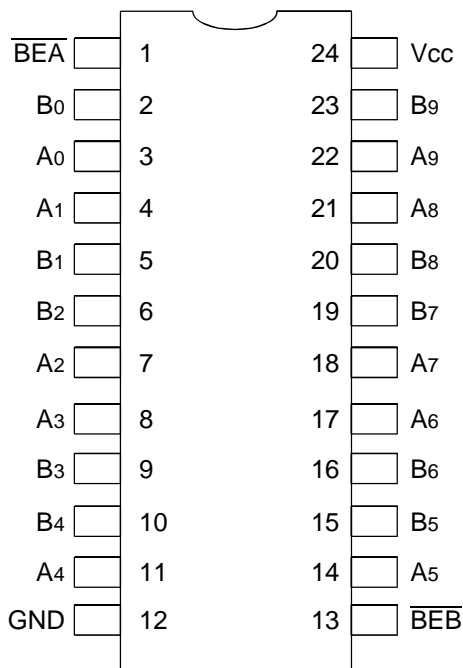 B̅E̅A̅ 1 24 Vcc
B0 2 23 B9
A0 3 22 A9
A1 4 21 A8
B1 5 20 B8
B2 6 19 B7
A2 7 18 A7
A3 8 17 A6
B3 9 16 B6
B4 10 15 B5
A4 11 14 A5
GND 12 13 B̅E̅B̅